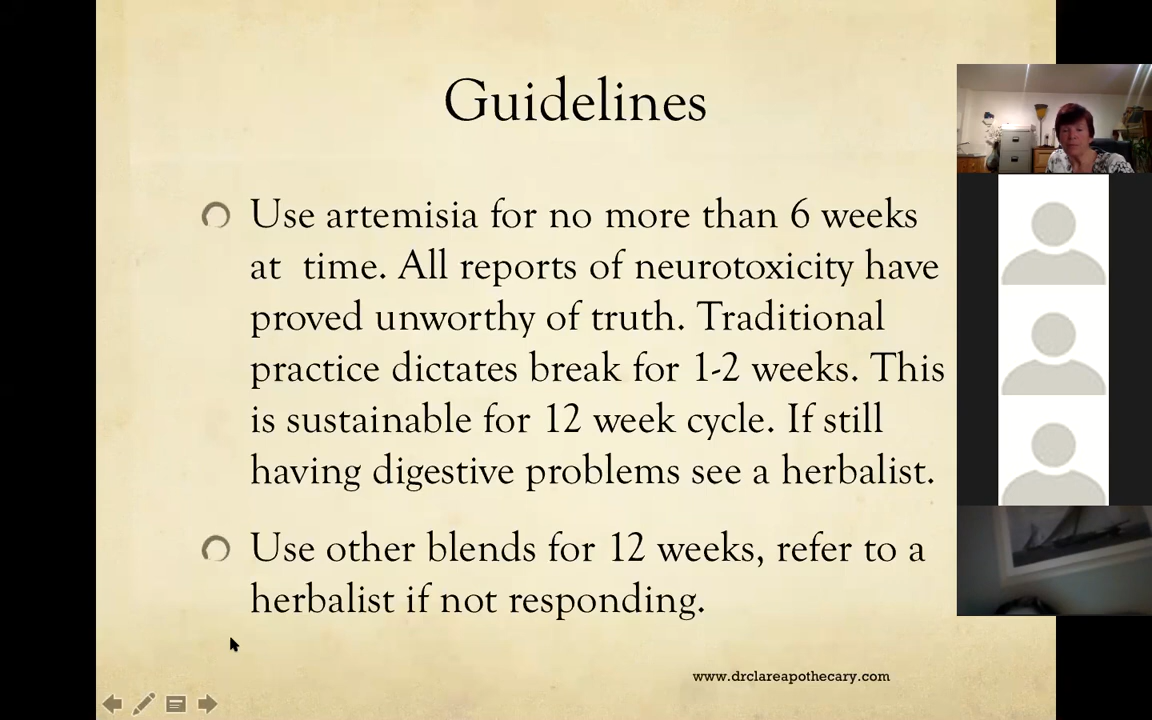 Guidelines
Use artemisia for no more than 6 weeks
at time. All reports of neurotoxicity have
proved unworthy of truth. Traditional
practice dictates break for 1-2 weeks. This
is sustainable for 12 week cycle. If still
having digestive problems see a herbalist.
Use other blends for 12 weeks, refer to a
herbalist if not responding.
www.drclareapothecary.com